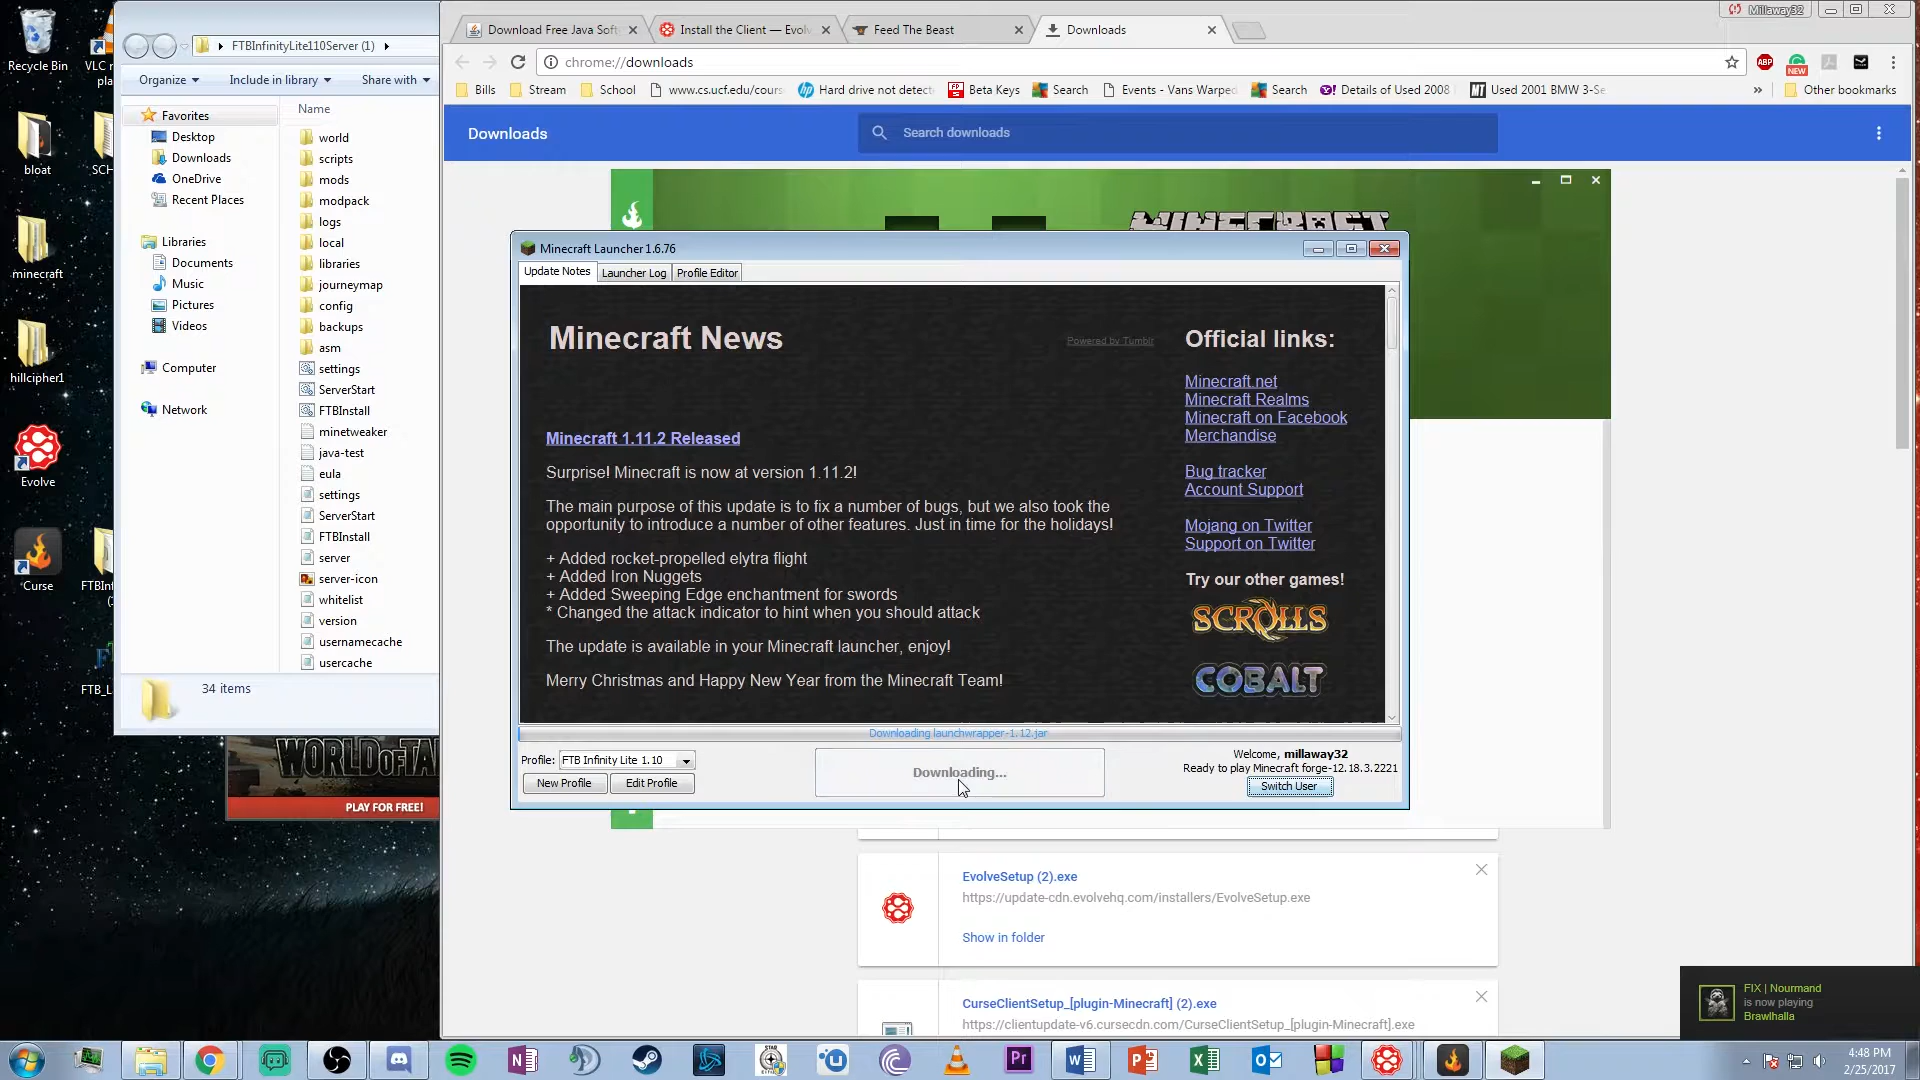 Recycle Bin
VLC
pla
bloat
SCH
minecraft
hillcipher1
Evolve
Curse
FTBInf
FTB_L
FTBInfinityLite110Server (1)
Organize
Include in library
Share with
Favorites
Desktop
Downloads
OneDrive
Recent Places
Libraries
Documents
Music
Pictures
Videos
Computer
Network
Name
world
scripts
mods
modpack
logs
local
libraries
journeymap
config
backups
asm
settings
ServerStart
FTBInstall
minetweaker
java-test
eula
settings
ServerStart
FTBInstall
server
server-icon
whitelist
version
usernamecache
usercache
34 items
WORLD OF TA
PLAY FOR FREE!
Download Free Java Soft
Install the Client — Evolv
Feed The Beast
Downloads
Millaway32
chrome://downloads
ABP
NEW
Bills
Stream
School
www.cs.ucf.edu/cours
Hard drive not detect
Beta Keys
Search
Events - Vans Warped
Search
Details of Used 2008
Used 2001 BMW 3-Se
»
Other bookmarks
Downloads
Search downloads
MINECRAFT
Minecraft Launcher 1.6.76
Update Notes
Launcher Log
Profile Editor
Minecraft News
Powered by Tumblr
Minecraft 1.11.2 Released
Surprise! Minecraft is now at version 1.11.2!
The main purpose of this update is to fix a number of bugs, but we also took the
opportunity to introduce a number of other features. Just in time for the holidays!
+ Added rocket-propelled elytra flight
+ Added Iron Nuggets
+ Added Sweeping Edge enchantment for swords
* Changed the attack indicator to hint when you should attack
The update is available in your Minecraft launcher, enjoy!
Merry Christmas and Happy New Year from the Minecraft Team!
Official links:
Minecraft.net
Minecraft Realms
Minecraft on Facebook
Merchandise
Bug tracker
Account Support
Mojang on Twitter
Support on Twitter
Try our other games!
SCROLLS
COBALT
Downloading launchwrapper-1.12.jar
Profile:
FTB Infinity Lite 1.10
New Profile
Edit Profile
Downloading...
Welcome, millaway32
Ready to play Minecraft forge-12.18.3.2221
Switch User
EvolveSetup (2).exe
https://update-cdn.evolvehq.com/installers/EvolveSetup.exe
Show in folder
CurseClientSetup_[plugin-Minecraft] (2).exe
https://clientupdate-v6.cursecdn.com/CurseClientSetup_[plugin-Minecraft].exe
FIX | Nourmand
is now playing
Brawlhalla
4:48 PM
2/25/2017